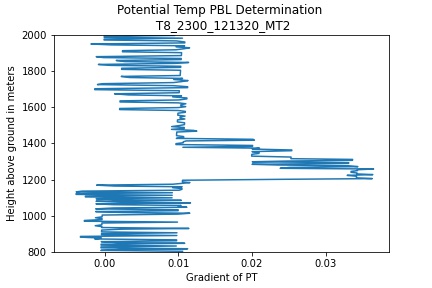 Potential Temp PBL Determination
T8_2300_121320_MT2
2000
1800
1600
1400
1200
1000
800
Height above ground in meters
0.00 0.01 0.02 0.03
Gradient of PT